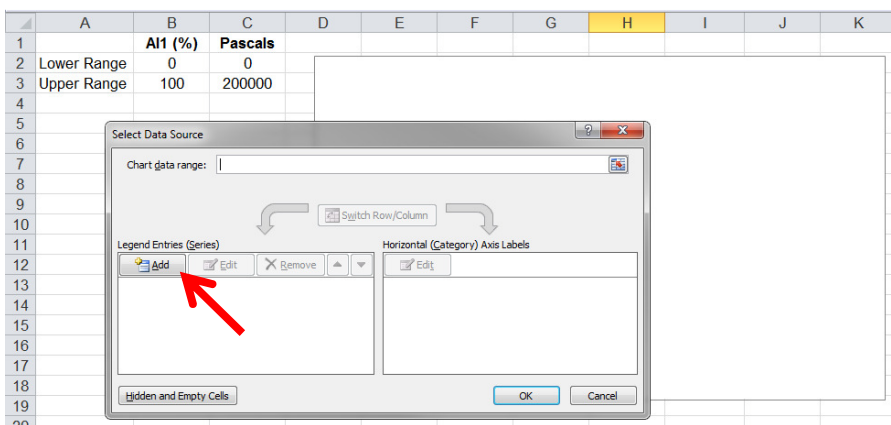 A B C D E F G H I J K
1 AI1 (%) Pascals
2 Lower Range 0 0
3 Upper Range 100 200000
4
5
6
7
8
9
10
11
12
13
14
15
16
17
18
19
20
Select Data Source
?
X
Chart data range:
Switch Row/Column
Legend Entries (Series)
Horizontal (Category) Axis Labels
Add Edit Remove
Edit
Hidden and Empty Cells
OK Cancel